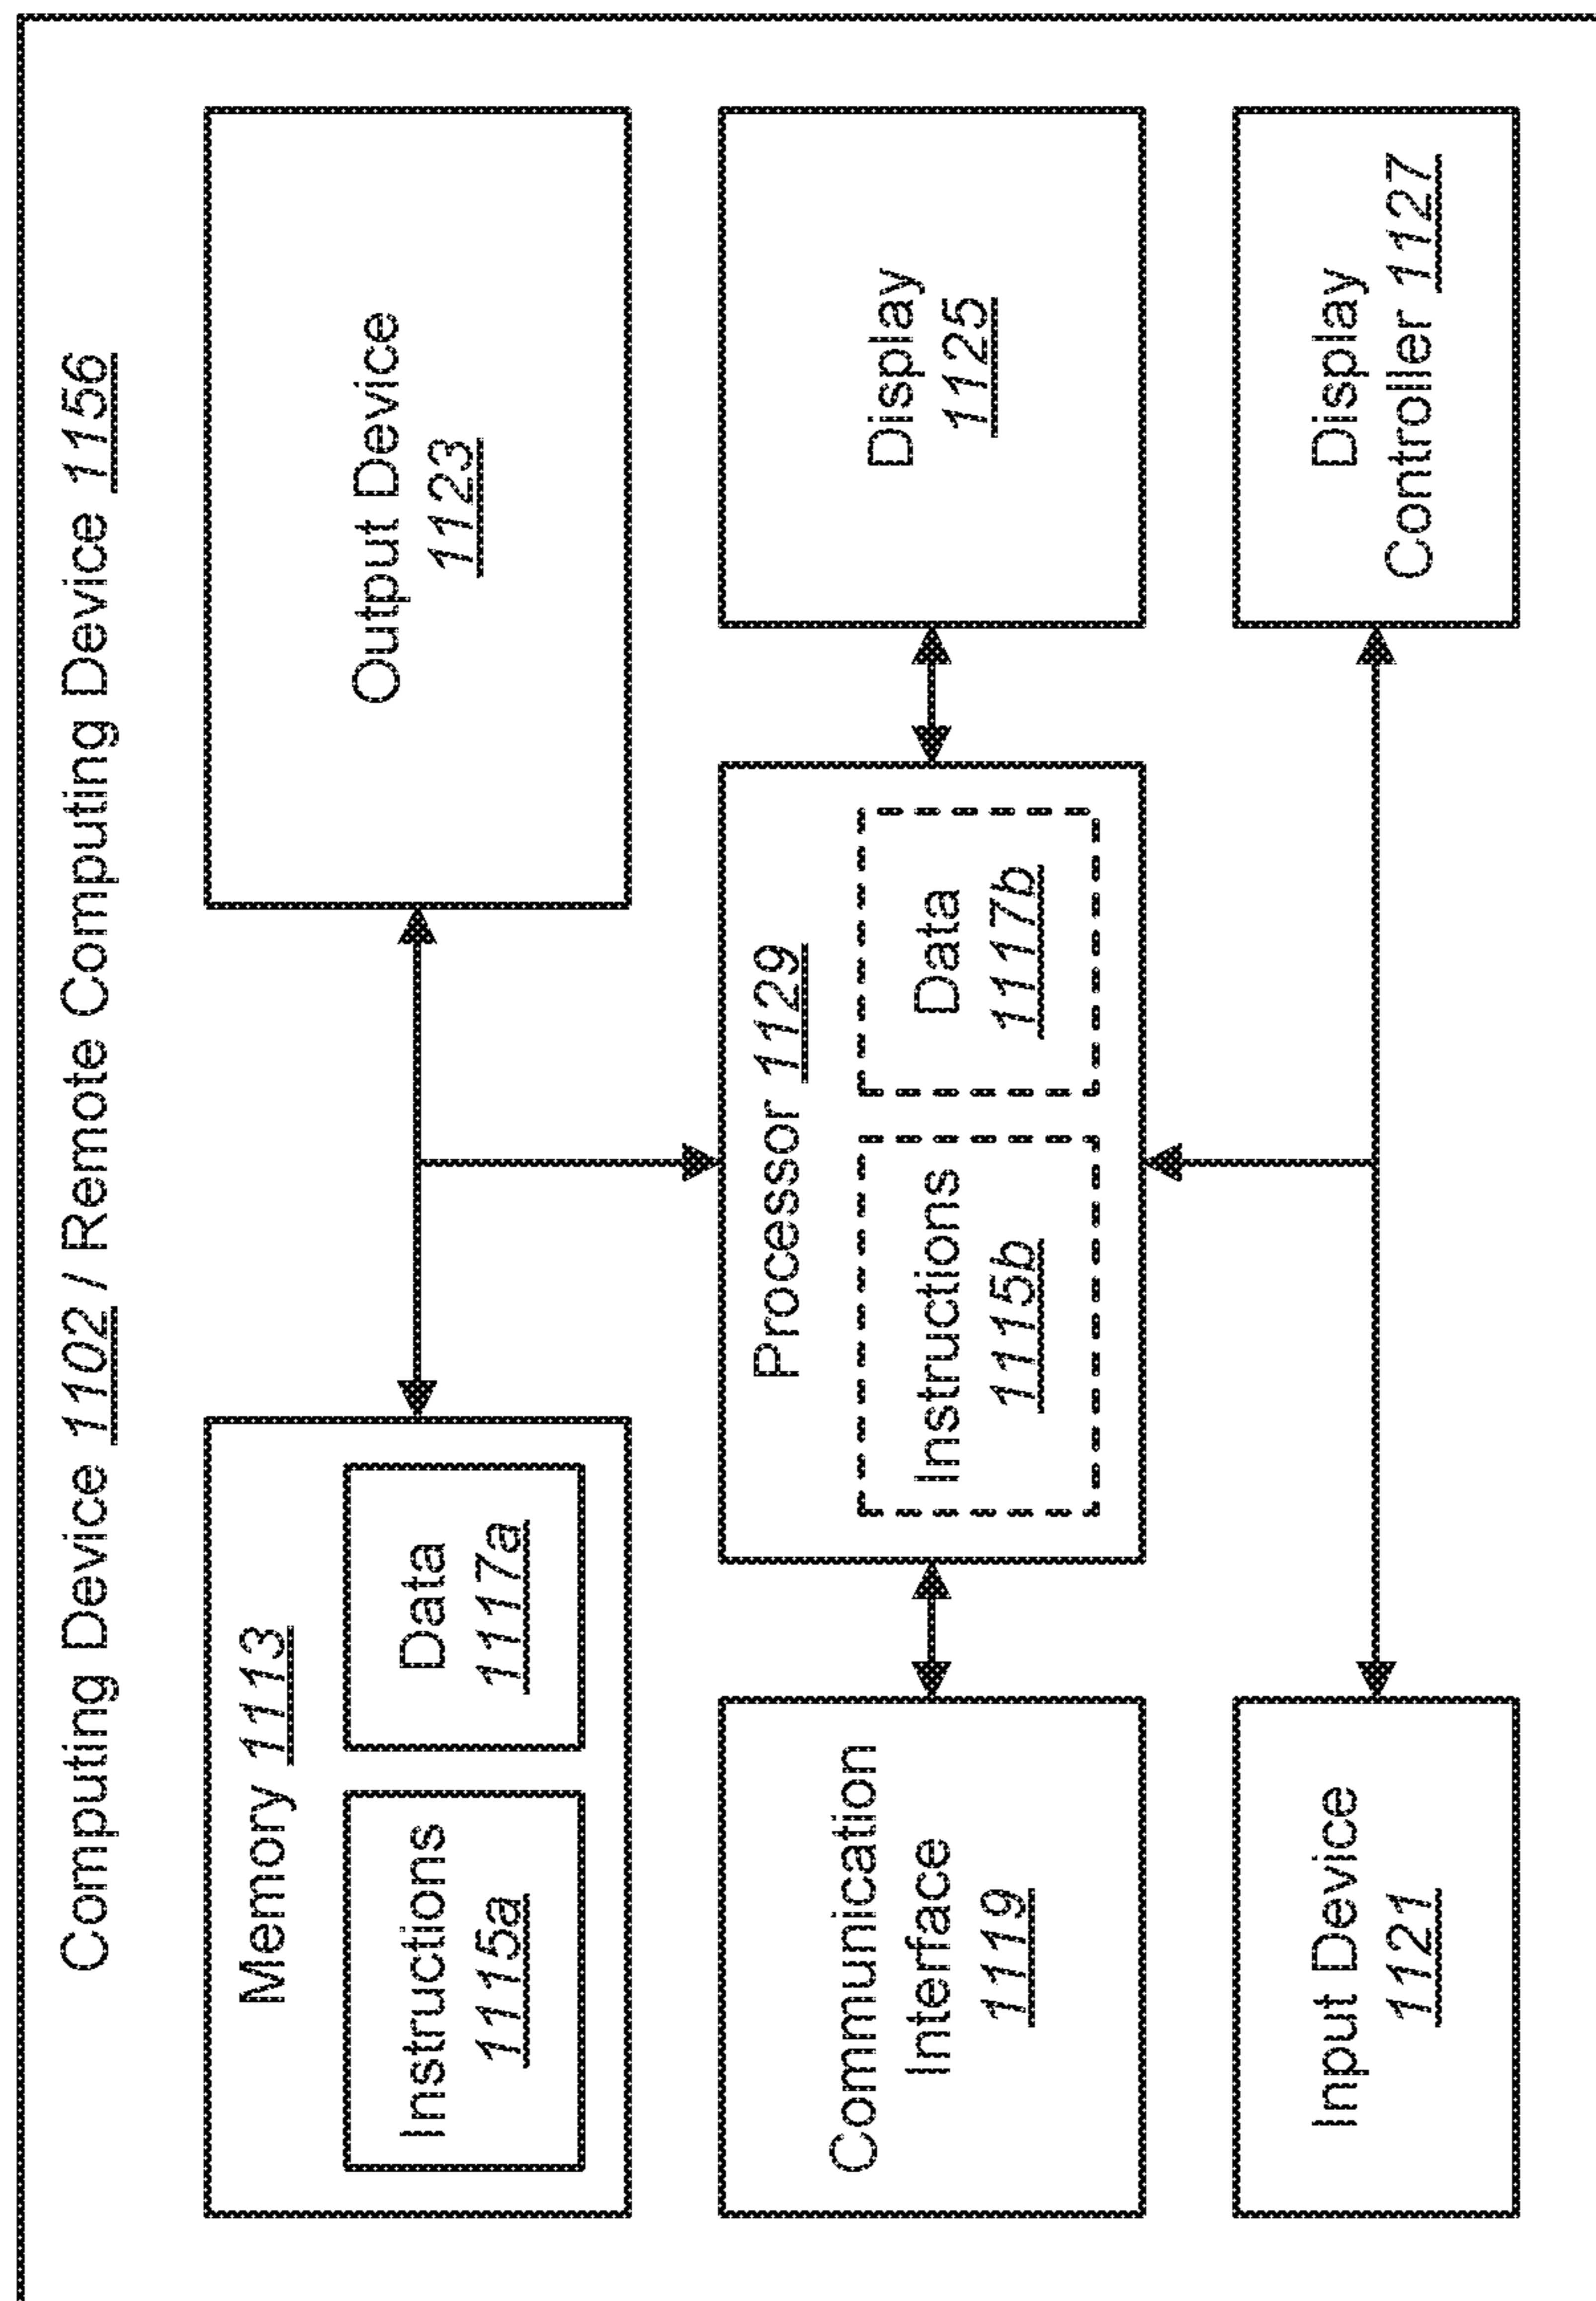 Computing Device 1102 / Remote Computing Device 1156
Memory 1113
Instructions
1115a
Data
1117a
Output Device
1123
Communication
Interface
1119
Processor 1129
Instructions
1115b
Data
1117b
Display
1125
Input Device
1121
Display
Controller 1127